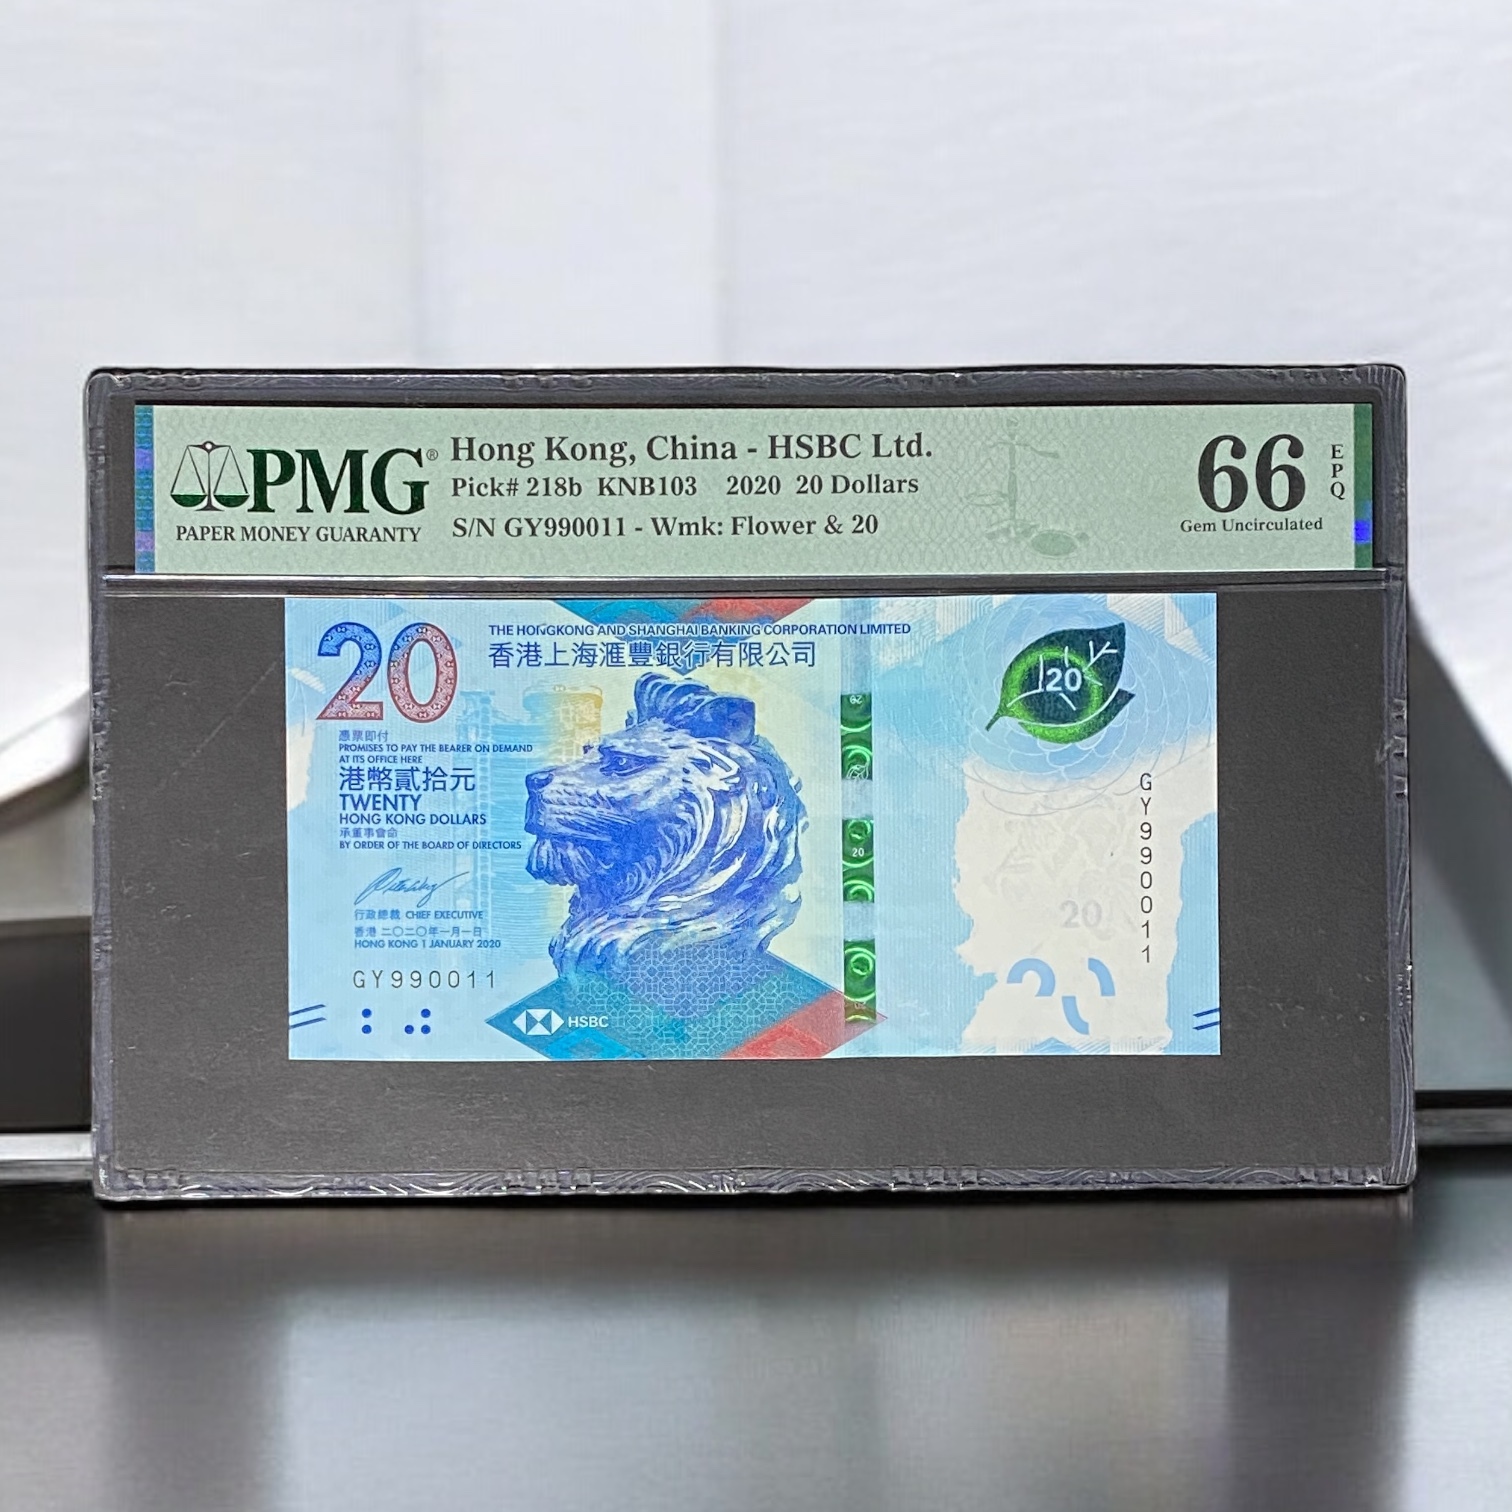 PMG®
PAPER MONEY GUARANTY
Hong Kong, China - HSBC Ltd.
Pick# 218b KNB103 2020 20 Dollars
S/N GY990011 - Wmk: Flower & 20
66
EPQ
Gem Uncirculated
20
THE HONGKONG AND SHANGHAI BANKING CORPORATION LIMITED
香港上海滙豐銀行有限公司
憑票即付
PROMISES TO PAY THE BEARER ON DEMAND
AT ITS OFFICE HERE
港幣貳拾元
TWENTY
HONG KONG DOLLARS
承董事會命
BY ORDER OF THE BOARD OF DIRECTORS
行政總裁 CHIEF EXECUTIVE
香港 二〇二〇年一月一日
HONG KONG 1 JANUARY 2020
GY990011
HSBC
20
20
20
GY990011